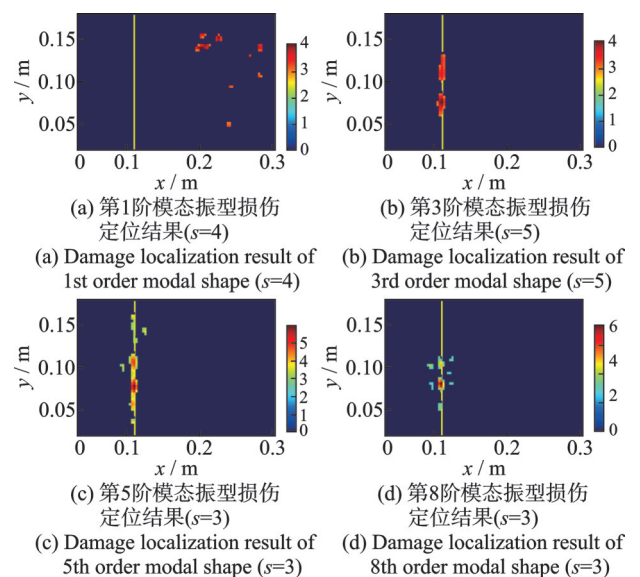 0.15
0.10
0.05
y / m
0 0.1 0.2 0.3
x / m
4
3
2
1
0
(a) 第1阶模态振型损伤
定位结果(s=4)
(a) Damage localization result of
1st order modal shape (s=4)
0.15
0.10
0.05
y / m
0 0.1 0.2 0.3
x / m
4
3
2
1
0
(b) 第3阶模态振型损伤
定位结果(s=5)
(b) Damage localization result of
3rd order modal shape (s=5)
0.15
0.10
0.05
y / m
0 0.1 0.2 0.3
x / m
5
4
3
2
1
0
(c) 第5阶模态振型损伤
定位结果(s=3)
(c) Damage localization result of
5th order modal shape (s=3)
0.15
0.10
0.05
y / m
0 0.1 0.2 0.3
x / m
6
4
2
0
(d) 第8阶模态振型损伤
定位结果(s=3)
(d) Damage localization result of
8th order modal shape (s=3)